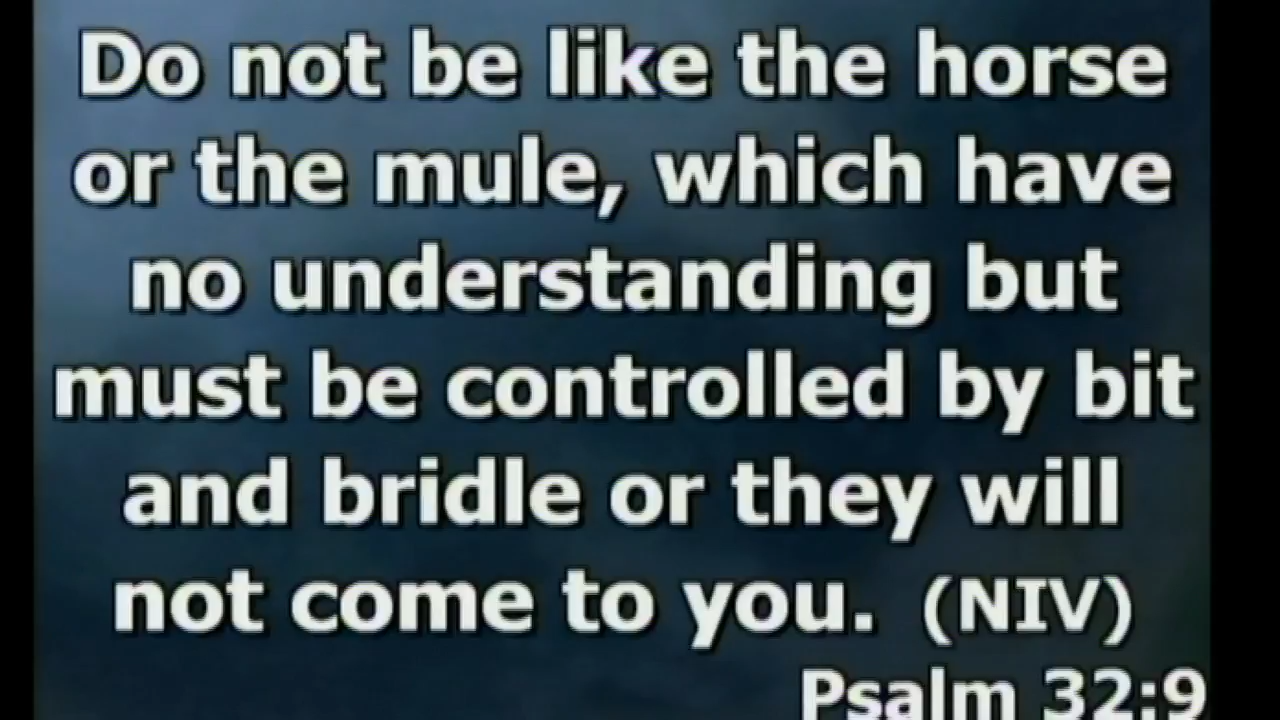 Do not be like the horse
or the mule, which have
no understanding but
must be controlled by bit
and bridle or they will
not come to you. (NIV)
Psalm 32:9